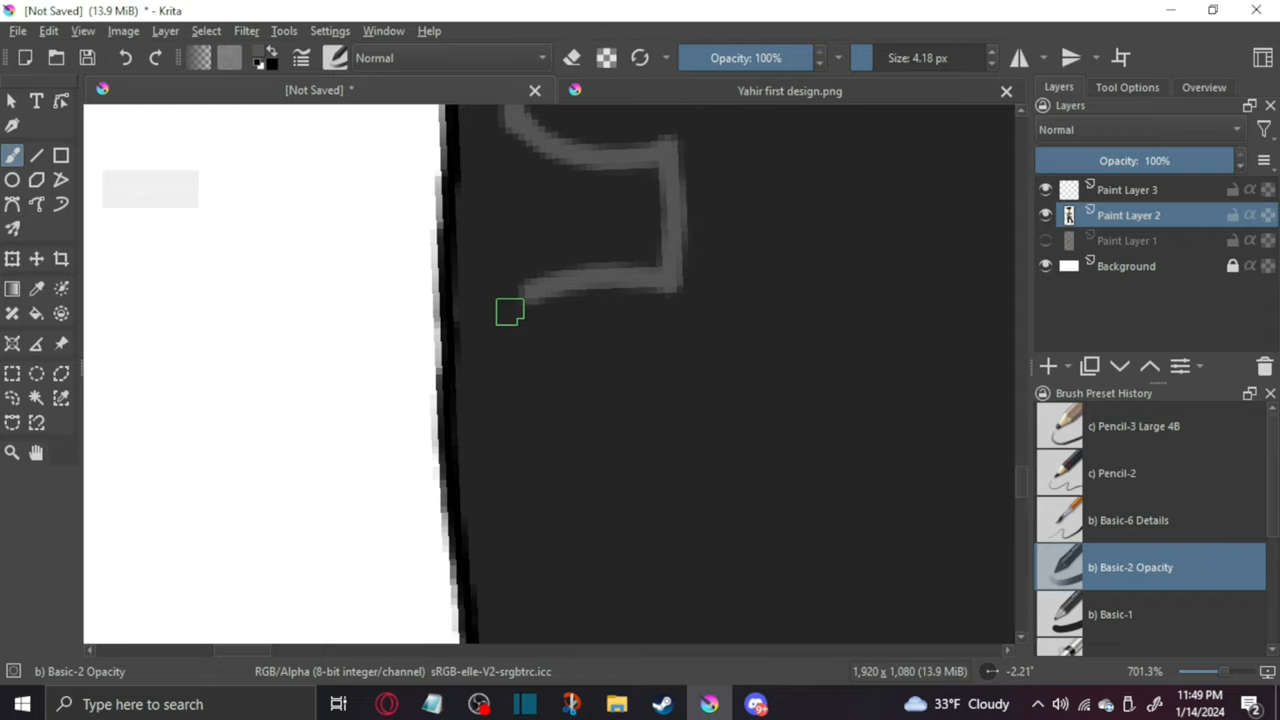 [Not Saved] (13.9 MiB) * - Krita
File Edit View Image Layer Select Filter Tools Settings Window Help
Normal
Opacity: 100%
Size: 4.18 px
[Not Saved] *
Yahir first design.png
Layers Tool Options Overview
Layers
Normal
Opacity: 100%
Paint Layer 3
Paint Layer 2
Paint Layer 1
Background
Brush Preset History
c) Pencil-3 Large 4B
c) Pencil-2
b) Basic-6 Details
b) Basic-2 Opacity
b) Basic-1
b) Basic-2 Opacity
RGB/Alpha (8-bit integer/channel) sRGB-elle-V2-srgbtrc.icc
1,920 x 1,080 (13.9 MiB)
-2.21°
701.3%
Type here to search
9+
33°F Cloudy
11:49 PM
1/14/2024
2